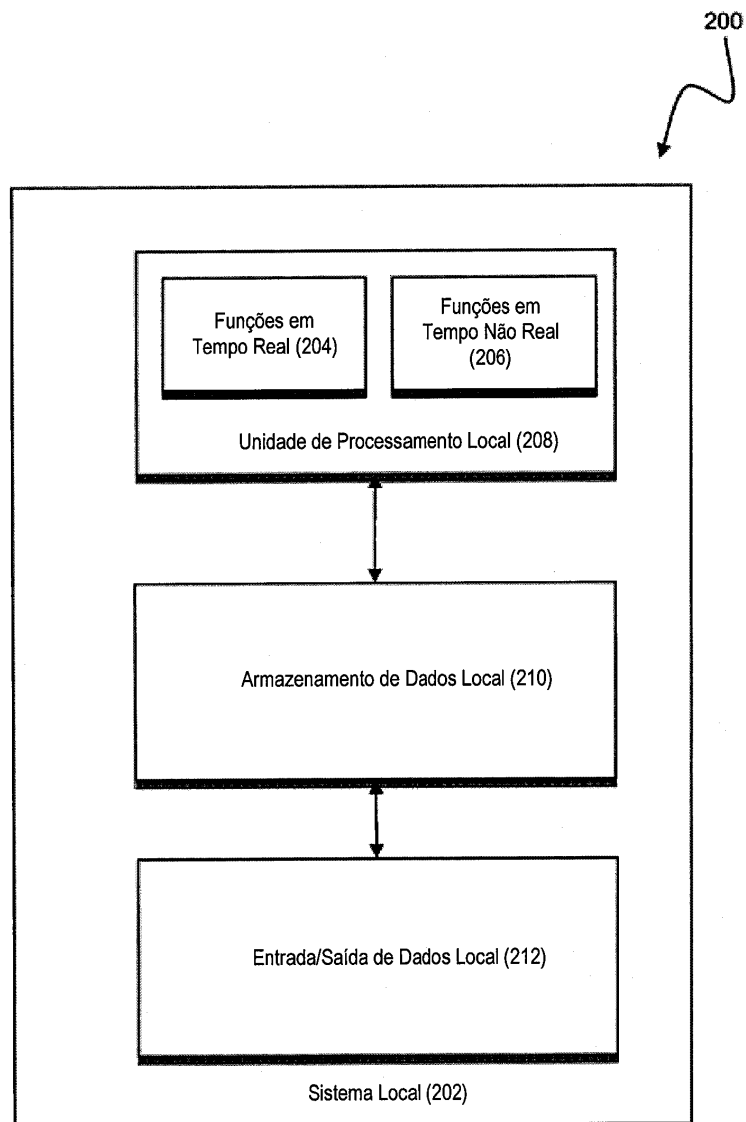 200
Funções em
Tempo Real (204)
Funções em
Tempo Não Real
(206)
Unidade de Processamento Local (208)
Armazenamento de Dados Local (210)
Entrada/Saída de Dados Local (212)
Sistema Local (202)